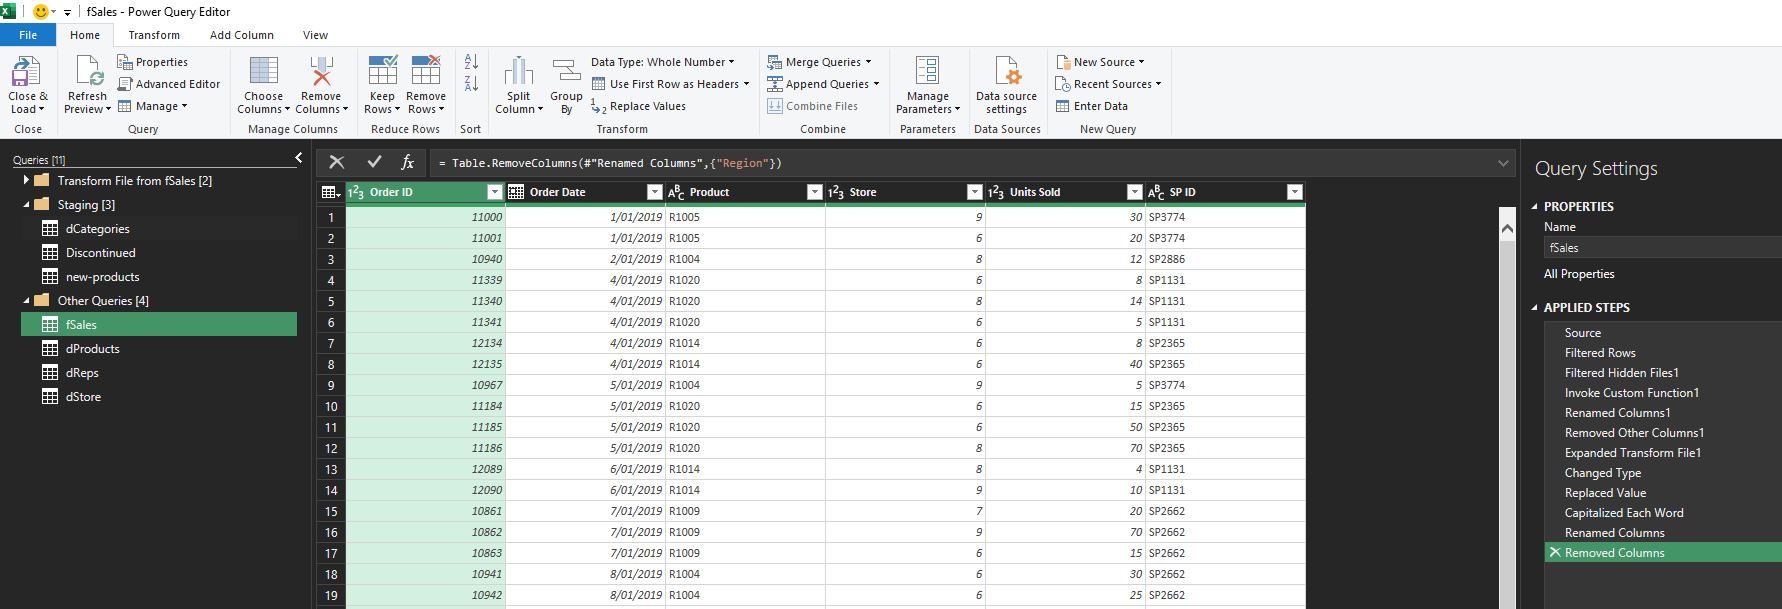 fSales - Power Query Editor
File Home Transform Add Column View
Close & Load
Close
Refresh Preview
Properties
Advanced Editor
Manage
Query
Choose Columns
Remove Columns
Manage Columns
Keep Rows
Remove Rows
Reduce Rows
Sort
Split Column
Group By
Data Type: Whole Number
Use First Row as Headers
Replace Values
Transform
Merge Queries
Append Queries
Combine Files
Combine
Manage Parameters
Parameters
Data source settings
Data Sources
New Source
Recent Sources
Enter Data
New Query
Queries [11]
Transform File from fSales [2]
Staging [3]
dCategories
Discontinued
new-products
Other Queries [4]
fSales
dProducts
dReps
dStore
fx = Table.RemoveColumns(#"Renamed Columns",{"Region"})
Order ID Order Date Product Store Units Sold SP ID
1 11000 1/01/2019 R1005 9 30 SP3774
2 11001 1/01/2019 R1005 6 20 SP3774
3 10940 2/01/2019 R1004 8 12 SP2886
4 11339 4/01/2019 R1020 6 8 SP1131
5 11340 4/01/2019 R1020 8 14 SP1131
6 11341 4/01/2019 R1020 6 5 SP1131
7 12134 4/01/2019 R1014 6 8 SP2365
8 12135 4/01/2019 R1014 6 40 SP2365
9 10967 5/01/2019 R1004 9 5 SP3774
10 11184 5/01/2019 R1020 6 15 SP2365
11 11185 5/01/2019 R1020 6 50 SP2365
12 11186 5/01/2019 R1020 8 70 SP2365
13 12089 6/01/2019 R1014 8 4 SP1131
14 12090 6/01/2019 R1014 9 10 SP1131
15 10861 7/01/2019 R1009 7 20 SP2662
16 10862 7/01/2019 R1009 9 70 SP2662
17 10863 7/01/2019 R1009 6 15 SP2662
18 10941 8/01/2019 R1004 6 30 SP2662
19 10942 8/01/2019 R1004 6 25 SP2662
Query Settings
PROPERTIES
Name
fSales
All Properties
APPLIED STEPS
Source
Filtered Rows
Filtered Hidden Files1
Invoke Custom Function1
Renamed Columns1
Removed Other Columns1
Expanded Transform File1
Changed Type
Replaced Value
Capitalized Each Word
Renamed Columns
Removed Columns